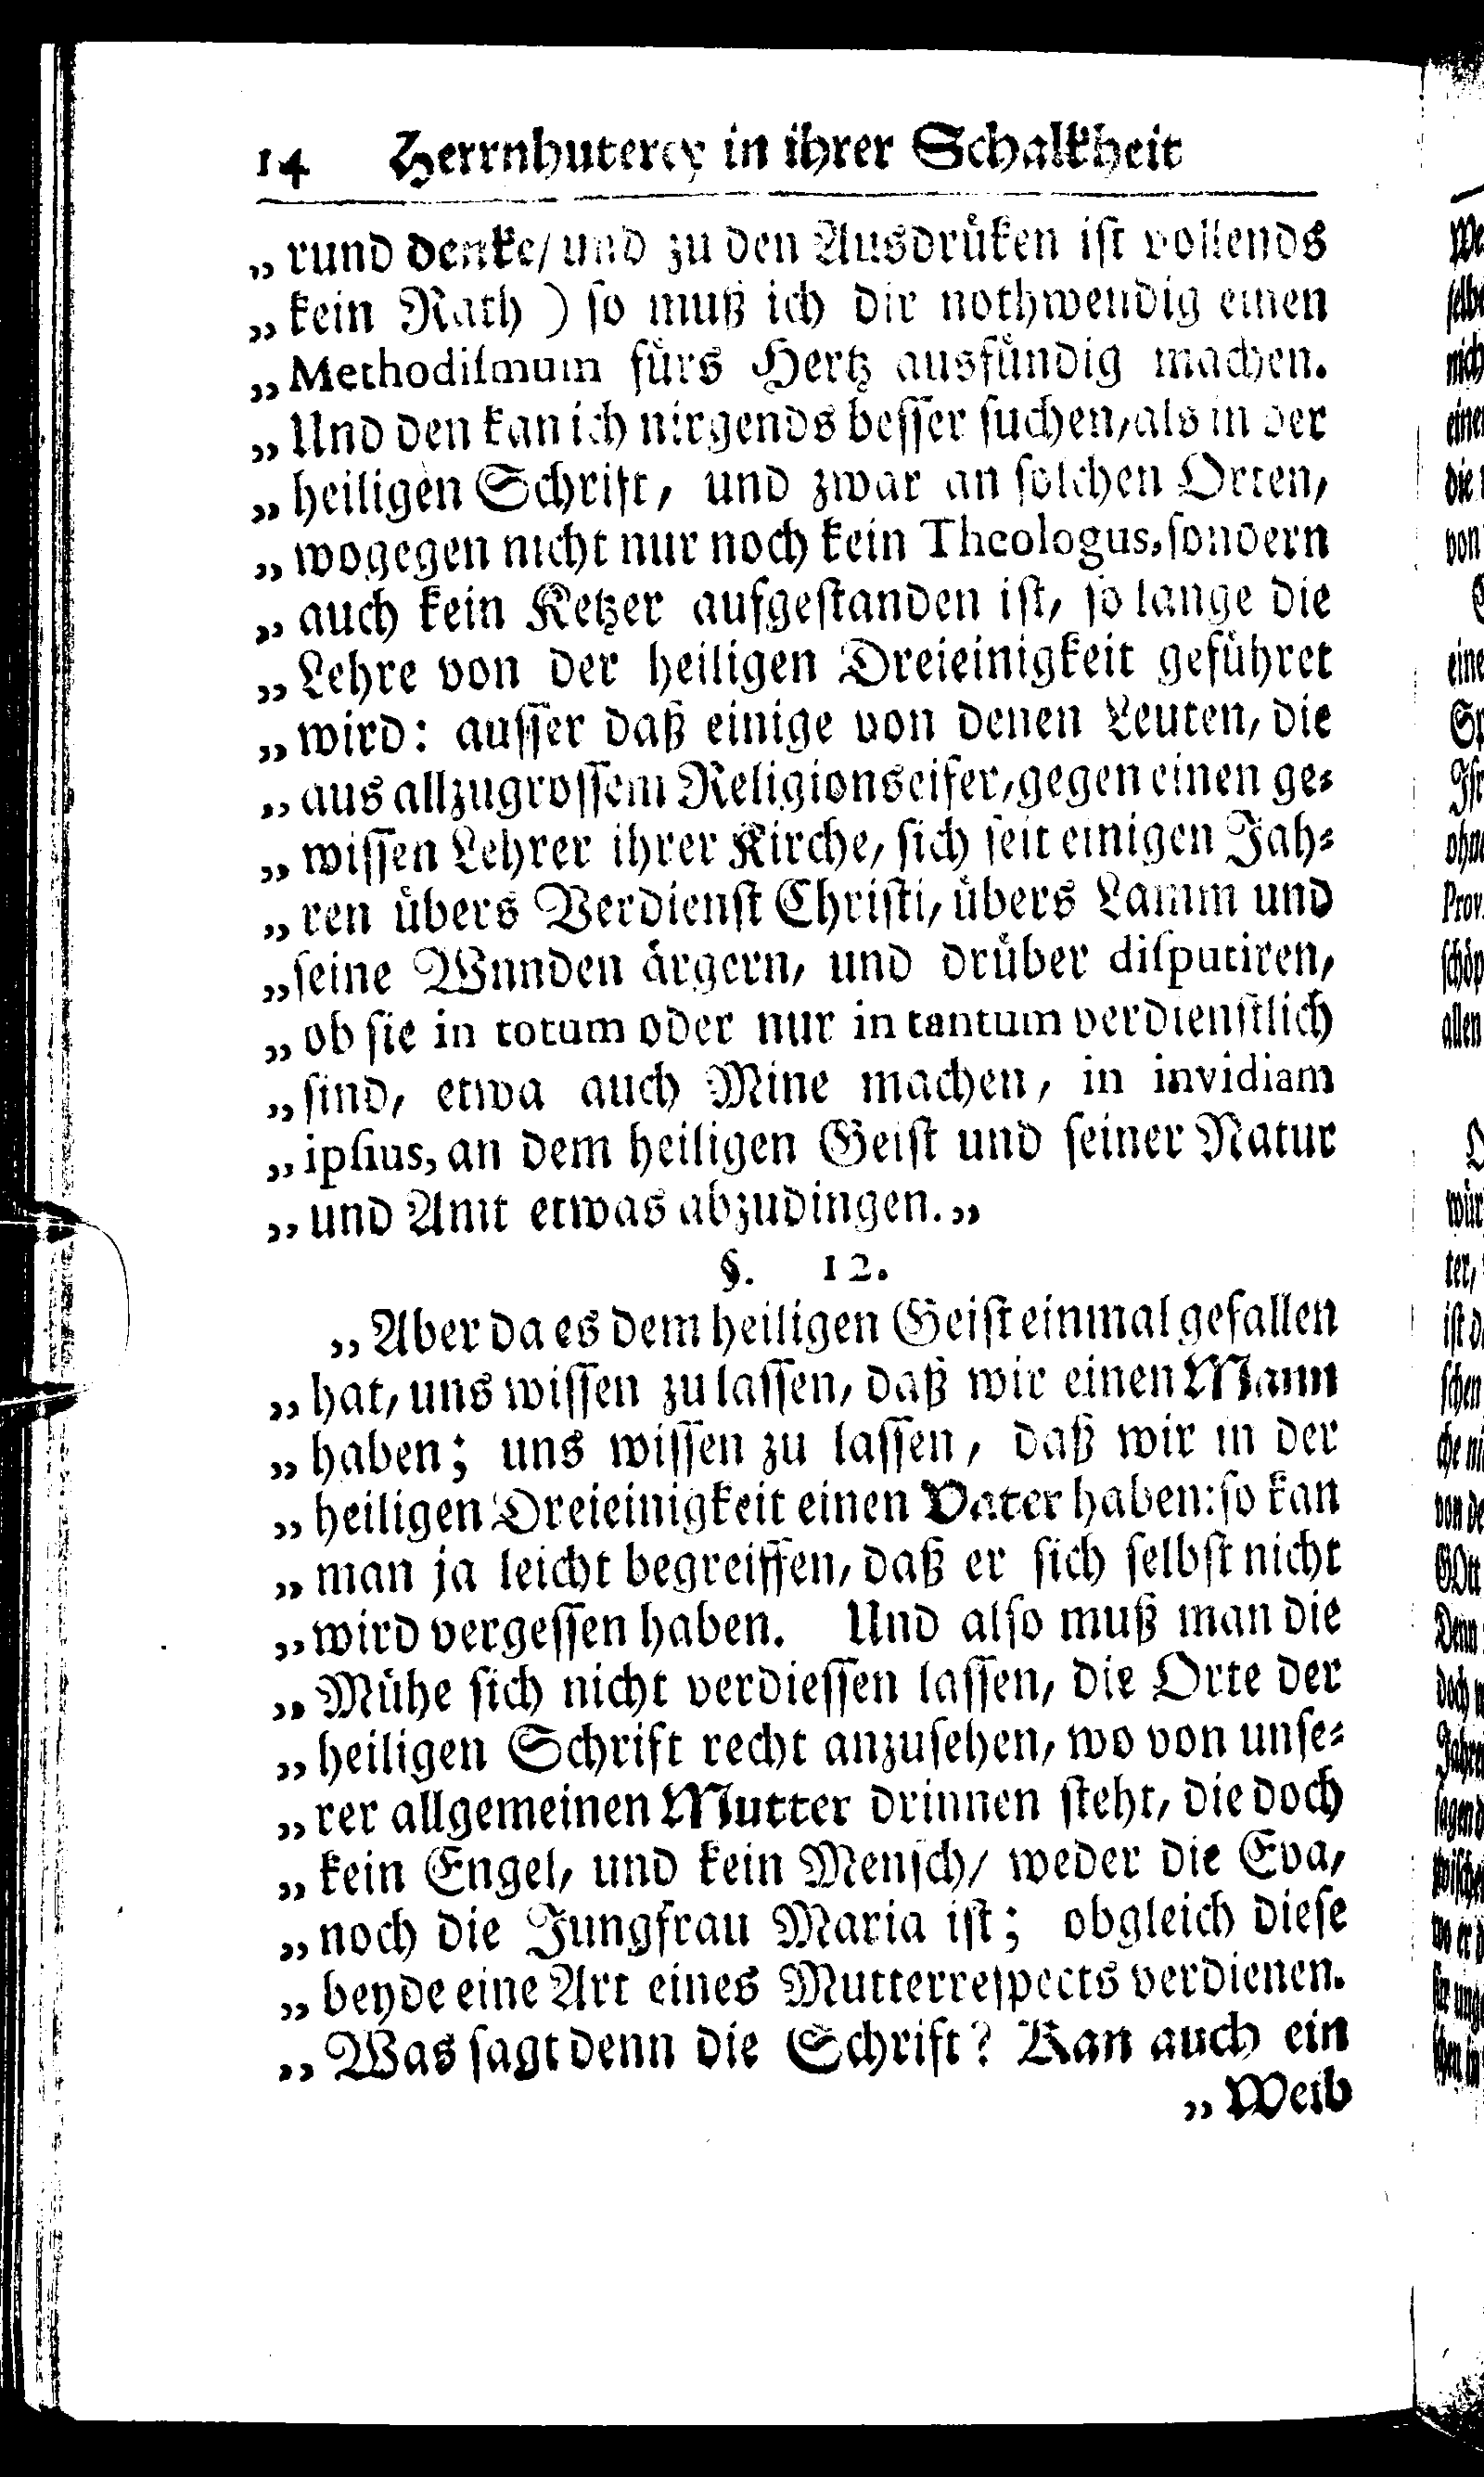 14 Herrnhuterey in ihrer Schalkheit
„ rund denke/ und zu den Ausdrüken ist vollends
„ kein Rath ) so muß ich dir nothwendig einen
„ Methodismum fürs Hertz ausfündig machen.
„ Und den kan ich nirgends besser suchen, als in der
„ heiligen Schrift, und zwar an solchen Orten,
„ wogegen nicht nur noch kein Theologus, sondern
„ auch kein Ketzer aufgestanden ist, so lange die
„ Lehre von der heiligen Dreieinigkeit geführet
„ wird: ausser daß einige von denen Leuten, die
„ aus allzugrossem Religionseifer, gegen einen ge-
„ wissen Lehrer ihrer Kirche, sich seit einigen Jah-
„ ren übers Verdienst Christi, übers Lamm und
„ seine Wnnden ärgern, und drüber disputiren,
„ ob sie in totum oder nur in tantum verdienstlich
„ sind, etwa auch Mine machen, in invidiam
„ ipsius, an dem heiligen Geist und seiner Natur
„ und Amt etwas abzudingen. „
§. 12.
„ Aber da es dem heiligen Geist einmal gefallen
„ hat, uns wissen zu lassen, daß wir einen Mann
„ haben; uns wissen zu lassen, daß wir in der
„ heiligen Dreieinigkeit einen Vater haben: so kan
„ man ja leicht begreiffen, daß er sich selbst nicht
„ wird vergessen haben. Und also muß man die
„ Mühe sich nicht verdiessen lassen, die Orte der
„ heiligen Schrift recht anzusehen, wo von unse-
„ rer allgemeinen Mutter drinnen steht, die doch
„ kein Engel, und kein Mensch/ weder die Eva,
„ noch die Jungfrau Maria ist; obgleich diese
„ beyde eine Art eines Mutterrespects verdienen.
„ Was sagt denn die Schrift? Kan auch ein
„ Weib